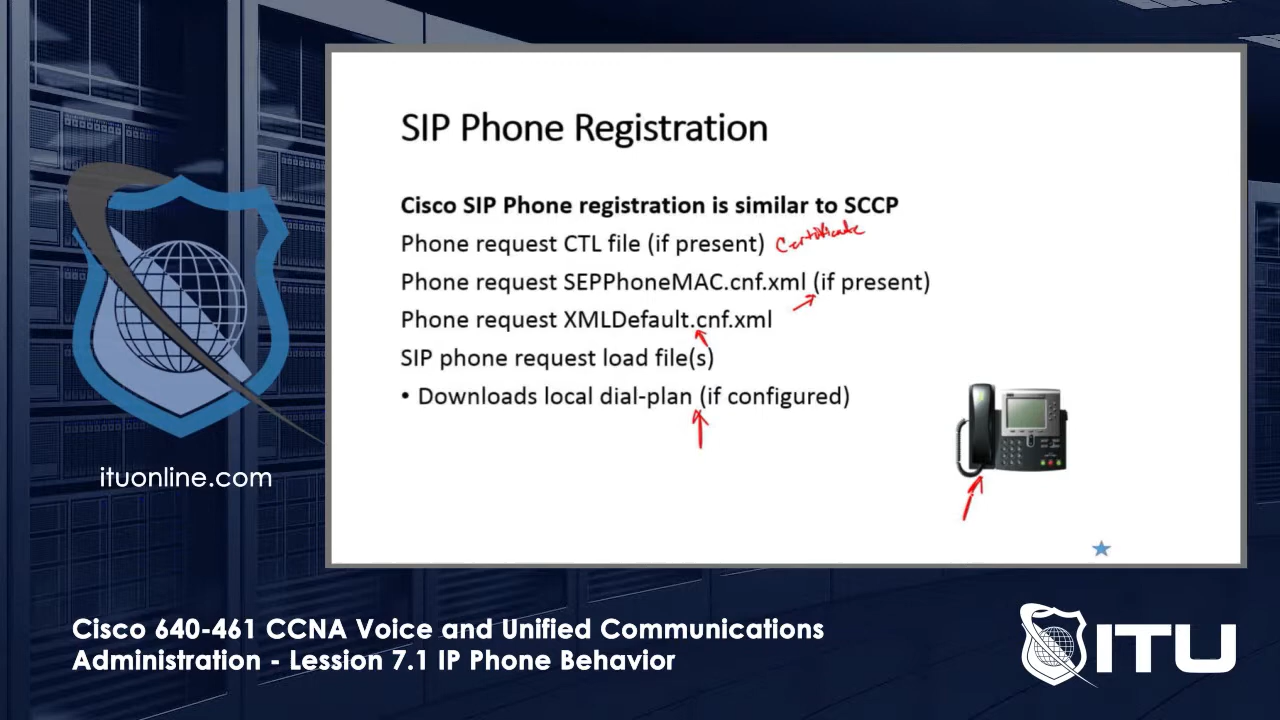 SIP Phone Registration
Cisco SIP Phone registration is similar to SCCP
Phone request CTL file (if present) Certificate
Phone request SEPPhoneMAC.cnf.xml (if present)
Phone request XMLDefault.cnf.xml
SIP phone request load file(s)
• Downloads local dial-plan (if configured)
ituonline.com
Cisco 640-461 CCNA Voice and Unified Communications
Administration - Lession 7.1 IP Phone Behavior
ITU